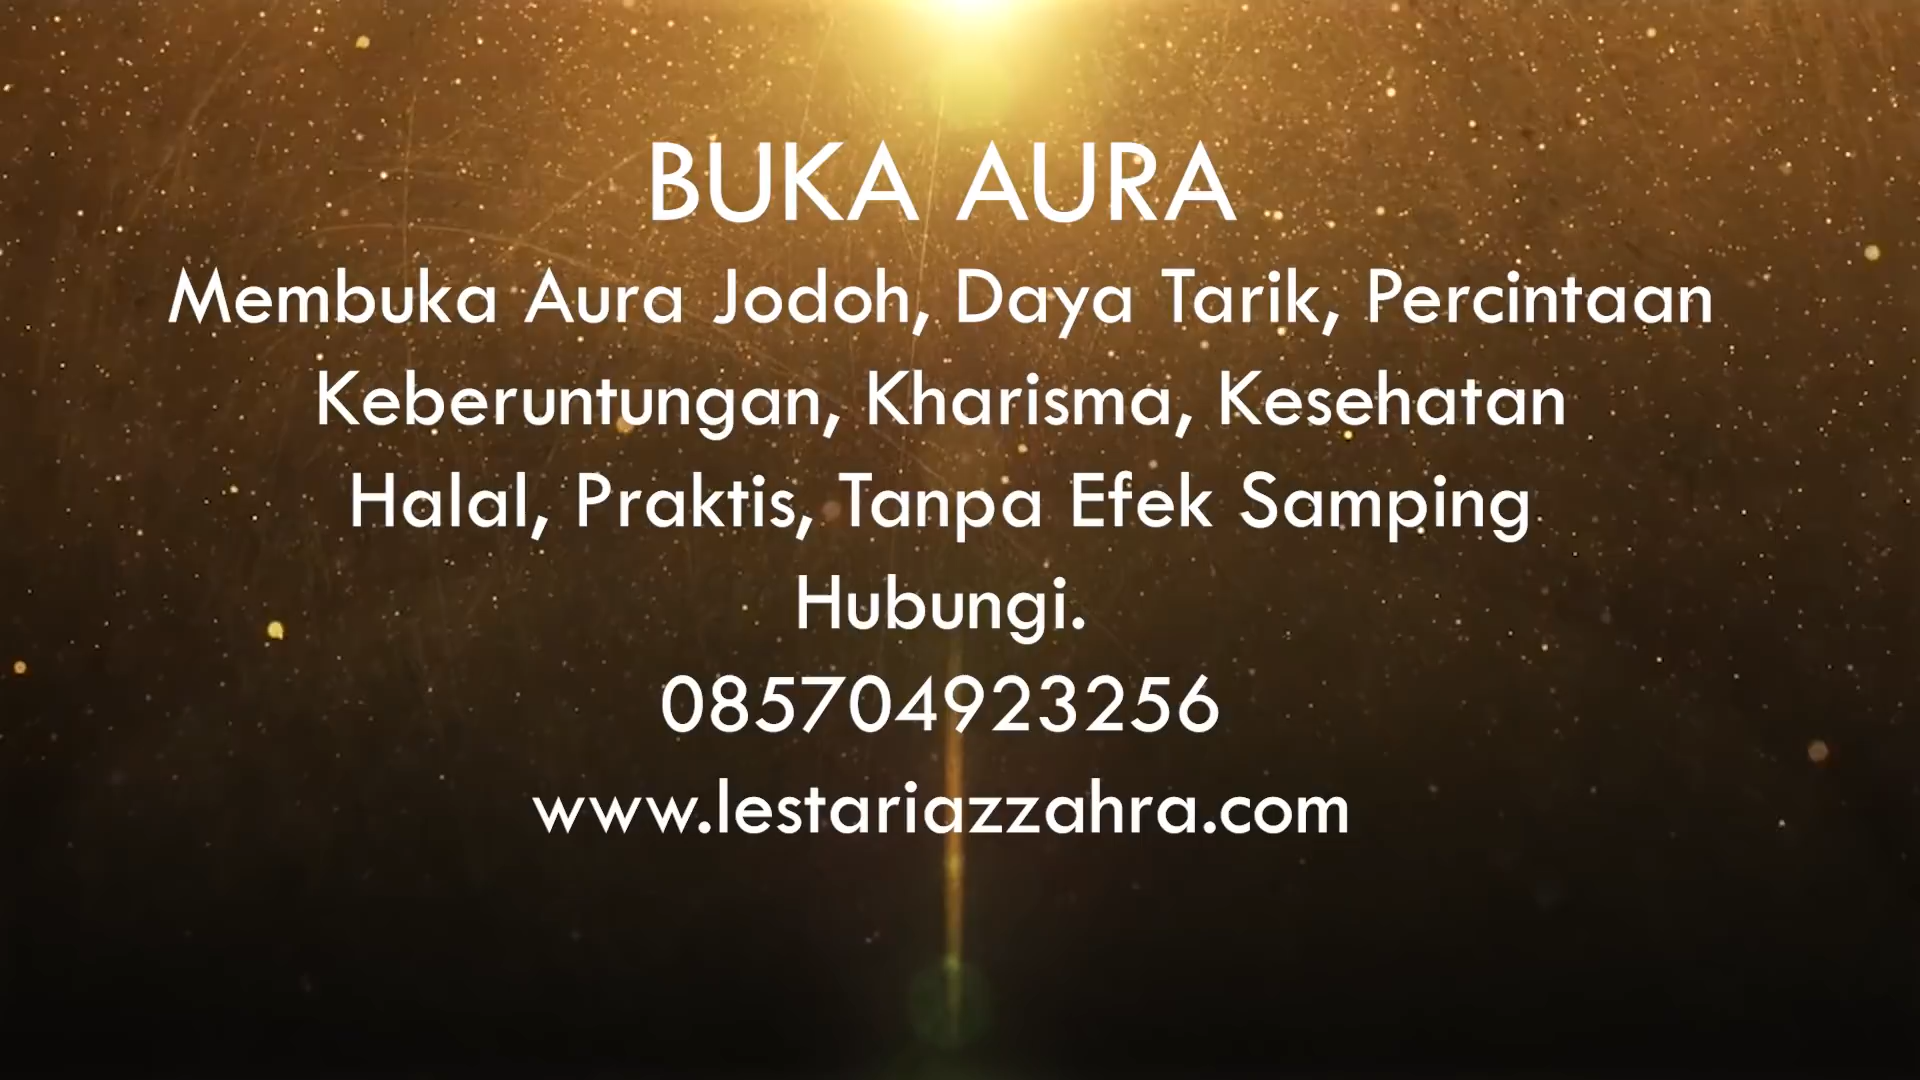 BUKA AURA
Membuka Aura Jodoh, Daya Tarik, Percintaan
Keberuntungan, Kharisma, Kesehatan
Halal, Praktis, Tanpa Efek Samping
Hubungi.
085704923256
www.lestariazzahra.com